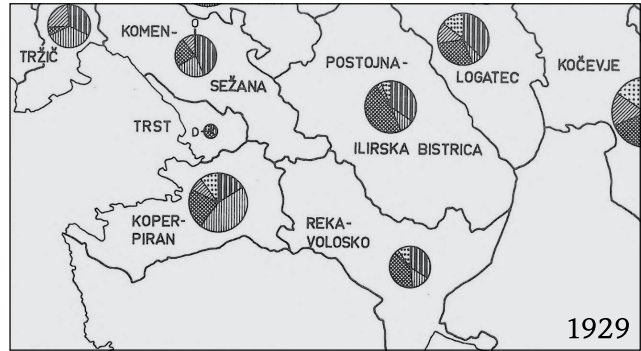 TRŽIČ
KOMEN-
SEŽANA
O
POSTOJNA-
ILIRSKA BISTRICA
LOGATEC
KOČEVJE
TRST
D
KOPER-
PIRAN
REKA-
VOLOSKO
1929